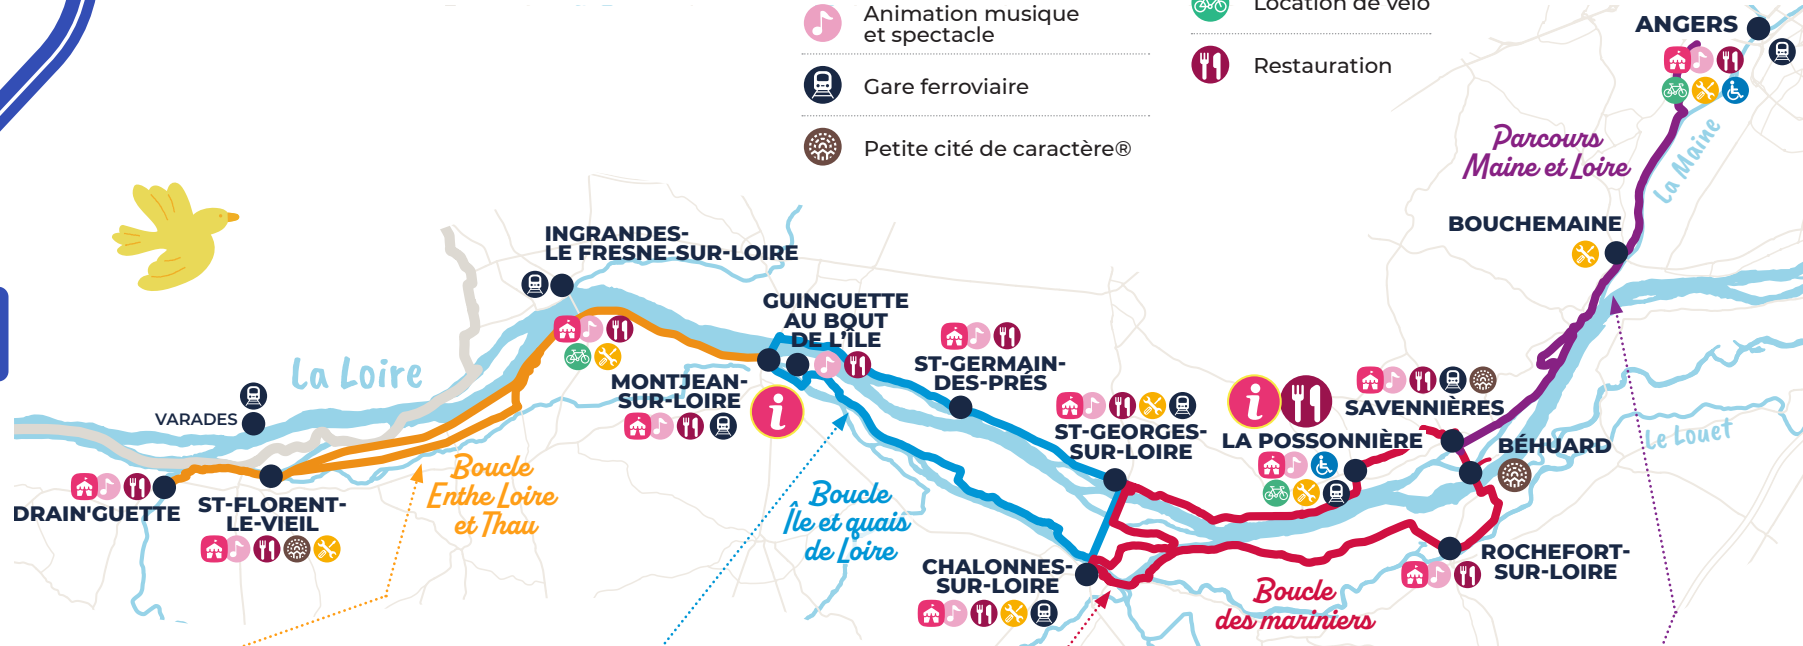 Animation musique
et spectacle
Gare ferroviaire
Petite cité de caractère®
Location de vélo
Restauration
ANGERS
Parcours
Maine et Loire
La Maine
BOUCHEMAINE
INGRANDES-
LE FRESNE-SUR-LOIRE
GUINGUETTE
AU BOUT
DE L'ÎLE
La Loire
ST-GERMAIN-
DES-PRÉS
MONTJEAN-
SUR-LOIRE
VARADES
SAVENNIÈRES
ST-GEORGES-
SUR-LOIRE
LA POSSONNIÈRE
BÉHUARD
Le Louet
Boucle
Enthe Loire
et Thau
DRAIN'GUETTE
ST-FLORENT-
LE-VIEIL
Boucle
Île et quais
de Loire
CHALONNES-
SUR-LOIRE
ROCHEFORT-
SUR-LOIRE
Boucle
des mariniers